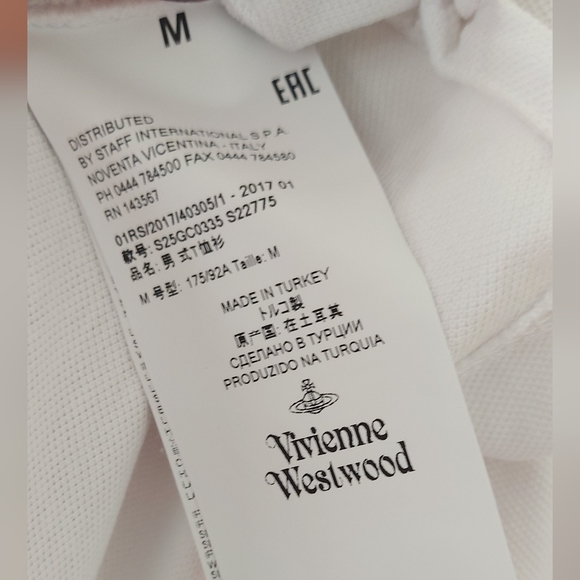 M
EAC
DISTRIBUTED
BY STAFF INTERNATIONAL S.P.A.
NOVENTA VICENTINA - ITALY
PH 0444 784500 FAX 0444 784580
RN 143567
01RS/2017/40305/1 - 2017 01
款号: S25GC0335 S22775
品名: 男 式T恤衫
M 号型: 175/92A Taille: M
MADE IN TURKEY
トルコ製
原产国: 在土耳其
СДЕЛАНО В ТУРЦИИ
PRODUZIDO NA TURQUIA
Vivienne
Westwood